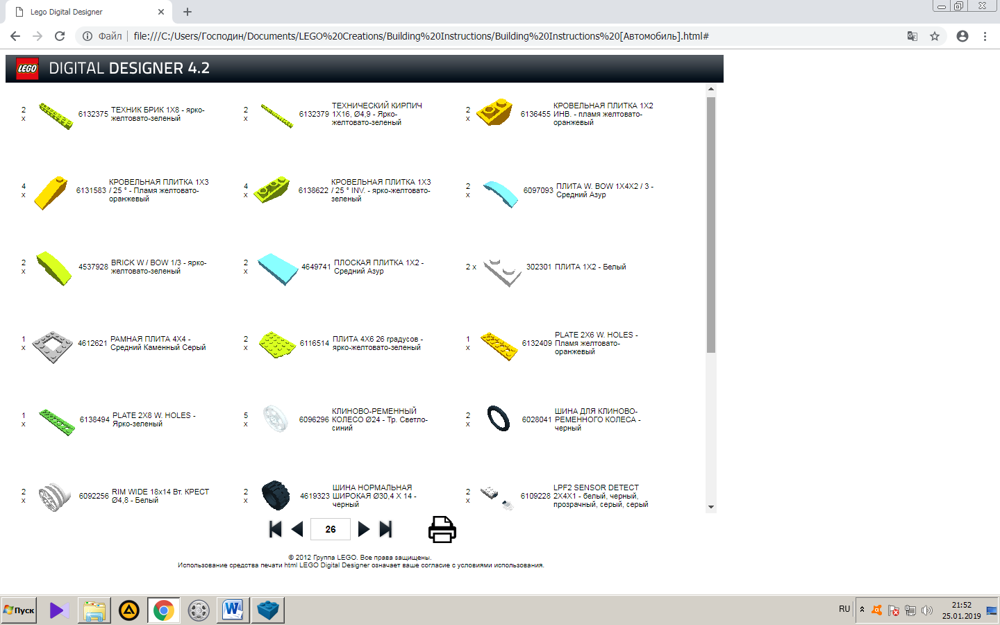 Lego Digital Designer
Файл
file:///C:/Users/Господин/Documents/LEGO%20Creations/Building%20Instructions/Building%20Instructions%20[Автомобиль].html#
LEGO DIGITAL DESIGNER 4.2
2 x 6132375 ТЕХНИК БРИК 1X8 - ярко-
желтовато-зеленый
2 x 6132379 ТЕХНИЧЕСКИЙ КИРПИЧ
1X16, Ø4,9 - Ярко-
желтовато-зеленый
2 x 6136455 КРОВЕЛЬНАЯ ПЛИТКА 1X2
ИНВ. - пламя желтовато-
оранжевый
4 x 6131583 КРОВЕЛЬНАЯ ПЛИТКА 1X3
/ 25 ° - Пламя желтовато-
оранжевый
4 x 6138622 КРОВЕЛЬНАЯ ПЛИТКА 1X3
/ 25 ° INV. - ярко-желтовато-
зеленый
2 x 6097093 ПЛИТА W. BOW 1X4X2 / 3 -
Средний Азур
2 x 4537928 BRICK W / BOW 1/3 - ярко-
желтовато-зеленый
2 x 4649741 ПЛОСКАЯ ПЛИТКА 1X2 -
Средний Азур
2 x 302301 ПЛИТА 1X2 - Белый
1 x 4612621 РАМНАЯ ПЛИТА 4X4 -
Средний Каменный Серый
2 x 6116514 ПЛИТА 4X6 26 градусов -
ярко-желтовато-зеленый
1 x 6132409 PLATE 2X6 W. HOLES -
Пламя желтовато-
оранжевый
1 x 6138494 PLATE 2X8 W. HOLES -
Ярко-зеленый
5 x 6096296 КЛИНОВО-РЕМЕННЫЙ
КОЛЕСО Ø24 - Тр. Светло-
синий
2 x 6028041 ШИНА ДЛЯ КЛИНОВО-
РЕМЕННОГО КОЛЕСА -
черный
2 x 6092256 RIM WIDE 18x14 Вт. КРЕСТ
Ø4,8 - Белый
2 x 4619323 ШИНА НОРМАЛЬНАЯ
ШИРОКАЯ Ø30,4 X 14 -
черный
2 x 6109228 LPF2 SENSOR DETECT
2X4X1 - белый, черный,
прозрачный, серый, серый
26
© 2012 Группа LEGO. Все права защищены.
Использование средства печати html LEGO Digital Designer означает ваше согласие с условиями использования.
Пуск
RU
21:52
25.01.2019